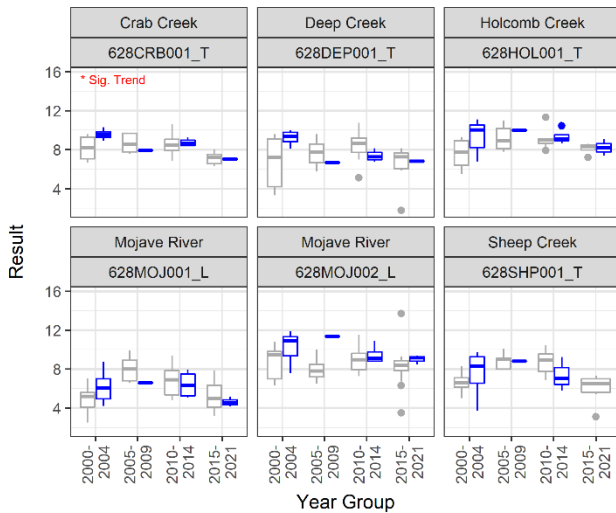 Crab Creek
Deep Creek
Holcomb Creek
628CRB001_T
628DEP001_T
628HOL001_T
* Sig. Trend
16
12
8
4
Mojave River
Mojave River
Sheep Creek
628MOJ001_L
628MOJ002_L
628SHP001_T
16
12
8
4
Result
2000-
2004
2005-
2009
2010-
2014
2015-
2021
2000-
2004
2005-
2009
2010-
2014
2015-
2021
2000-
2004
2005-
2009
2010-
2014
2015-
2021
Year Group